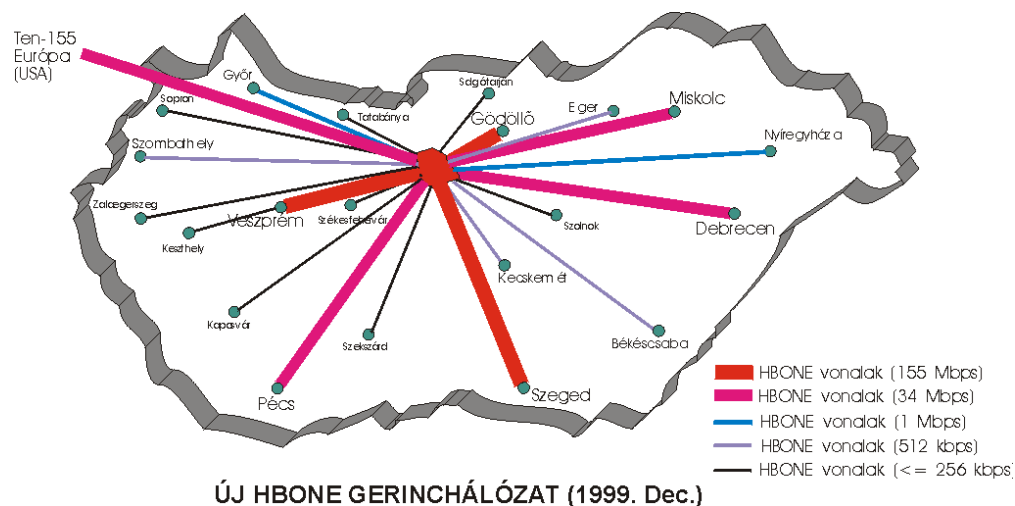 Ten-155
Európa
(USA)
Győr
Sopron
Tatabánya
Salgótarján
Gödöllő
Eger
Miskolc
Nyíregyháza
Szombathely
Zalaegerszeg
Veszprém
Székesfehévár
Keszthely
Szolnok
Debrecen
Kecskemét
Kaposvár
Szekszárd
Békéscsaba
Pécs
Szeged
HBONE vonalak (155 Mbps)
HBONE vonalak (34 Mbps)
HBONE vonalak (1 Mbps)
HBONE vonalak (512 kbps)
HBONE vonalak (<= 256 kbps)
ÚJ HBONE GERINCHÁLÓZAT (1999. Dec.)